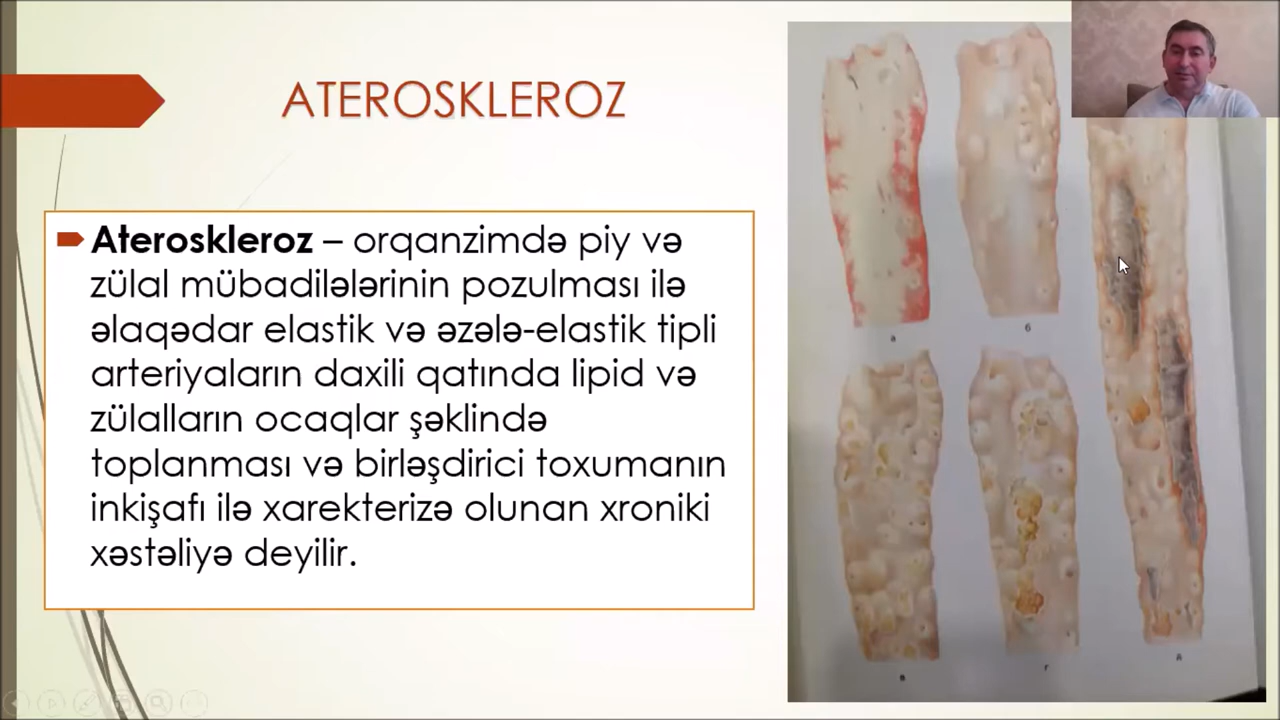 ATEROSKLEROZ
Ateroskleroz – orqanzimdə piy və
zülal mübadilələrinin pozulması ilə
əlaqədar elastik və əzələ-elastik tipli
arteriyaların daxili qatında lipid və
zülalların ocaqlar şəklində
toplanması və birləşdirici toxumanın
inkişafı ilə xarekterizə olunan xroniki
xəstəliyə deyilir.
а
б
в
г
д